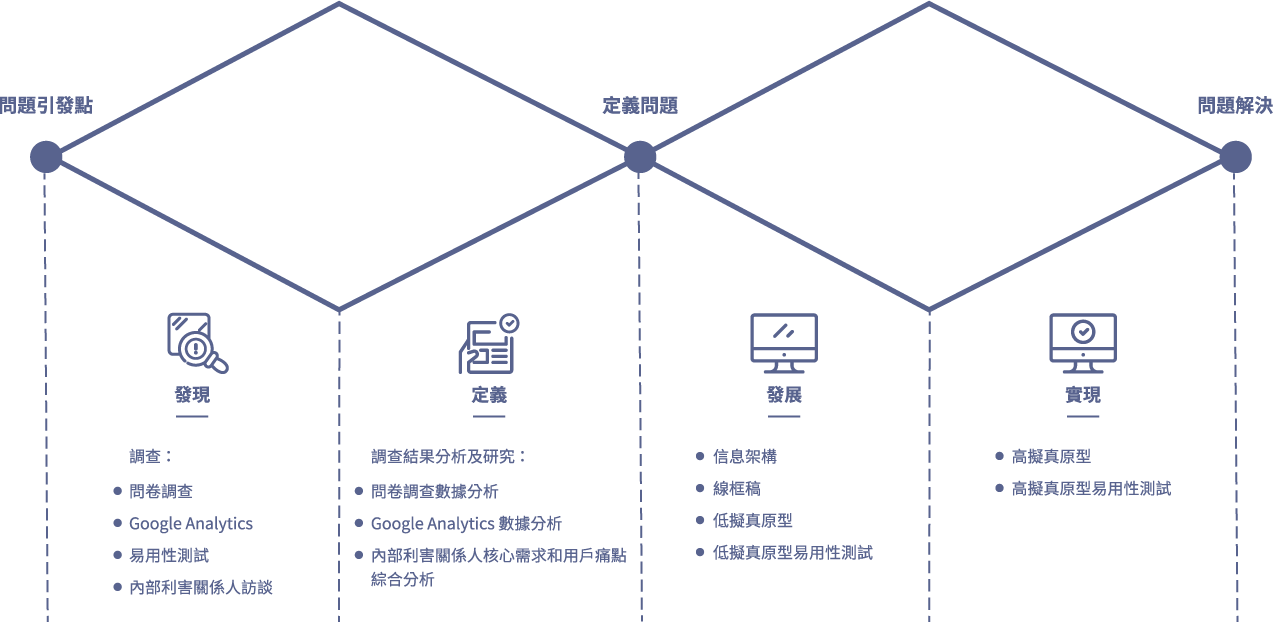 問題引發點
定義問題
問題解決
發現
調查：
問卷調查
Google Analytics
易用性測試
內部利害關係人訪談
定義
調查結果分析及研究：
問卷調查數據分析
Google Analytics 數據分析
內部利害關係人核心需求和用戶痛點
綜合分析
發展
信息架構
線框稿
低擬真原型
低擬真原型易用性測試
實現
高擬真原型
高擬真原型易用性測試